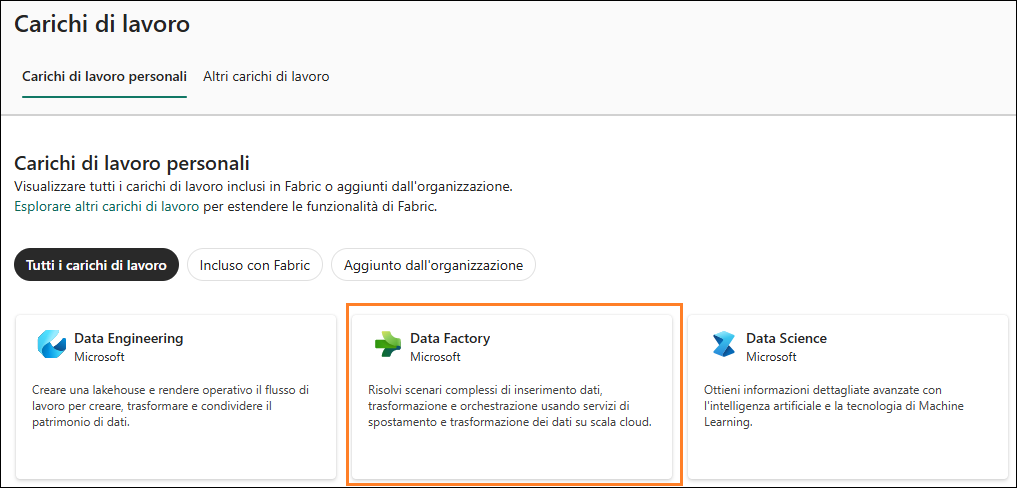 Carichi di lavoro
Carichi di lavoro personali
Altri carichi di lavoro
Carichi di lavoro personali
Visualizzare tutti i carichi di lavoro inclusi in Fabric o aggiunti dall'organizzazione.
Esplorare altri carichi di lavoro per estendere le funzionalità di Fabric.
Tutti i carichi di lavoro
Incluso con Fabric
Aggiunto dall'organizzazione
Data Engineering
Microsoft
Creare una lakehouse e rendere operativo il flusso di
lavoro per creare, trasformare e condividere il
patrimonio di dati.
Data Factory
Microsoft
Risolvi scenari complessi di inserimento dati,
trasformazione e orchestrazione usando servizi di
spostamento e trasformazione dei dati su scala cloud.
Data Science
Microsoft
Ottieni informazioni dettagliate avanzate con
l'intelligenza artificiale e la tecnologia di Machine
Learning.